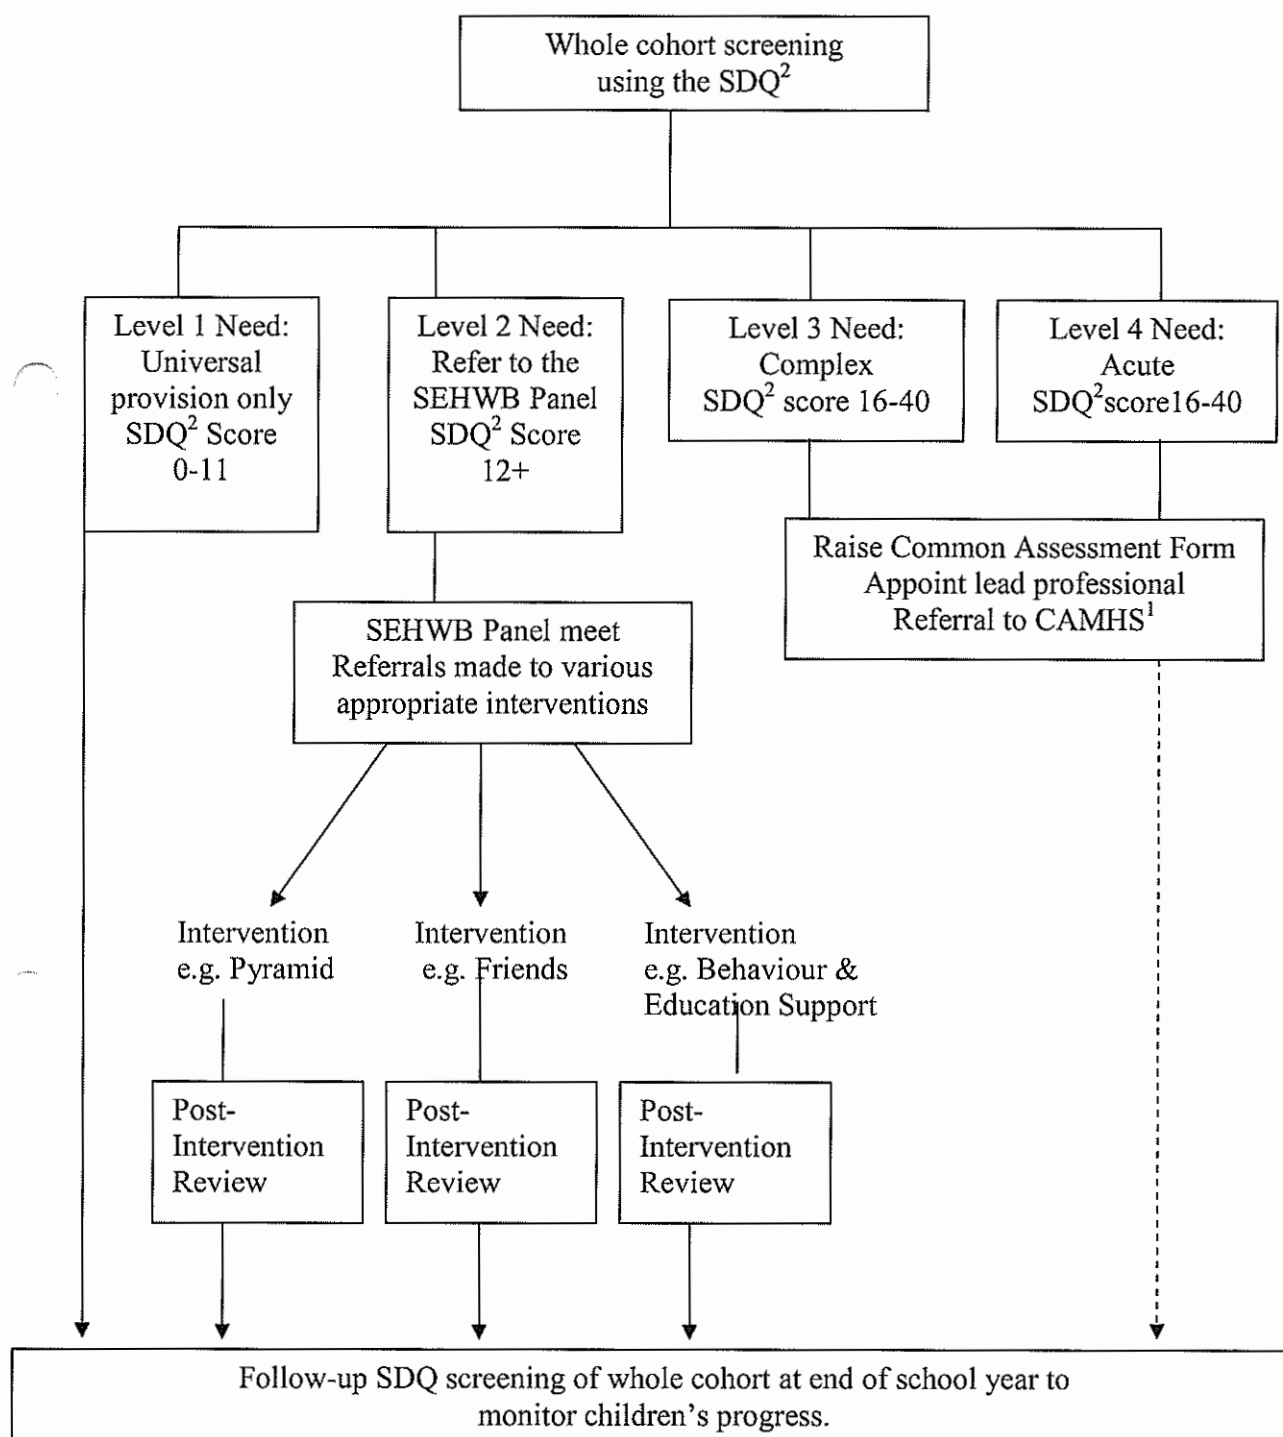 Whole cohort screening
using the SDQ²
Level 1 Need:
Universal
provision only
SDQ² Score
0-11
Level 2 Need:
Refer to the
SEHWB Panel
SDQ² Score
12+
Level 3 Need:
Complex
SDQ² score 16-40
Level 4 Need:
Acute
SDQ²score16-40
Raise Common Assessment Form
Appoint lead professional
Referral to CAMHS¹
SEHWB Panel meet
Referrals made to various
appropriate interventions
Intervention
e.g. Pyramid
Intervention
e.g. Friends
Intervention
e.g. Behaviour &
Education Support
Post-
Intervention
Review
Post-
Intervention
Review
Post-
Intervention
Review
Follow-up SDQ screening of whole cohort at end of school year to
monitor children's progress.